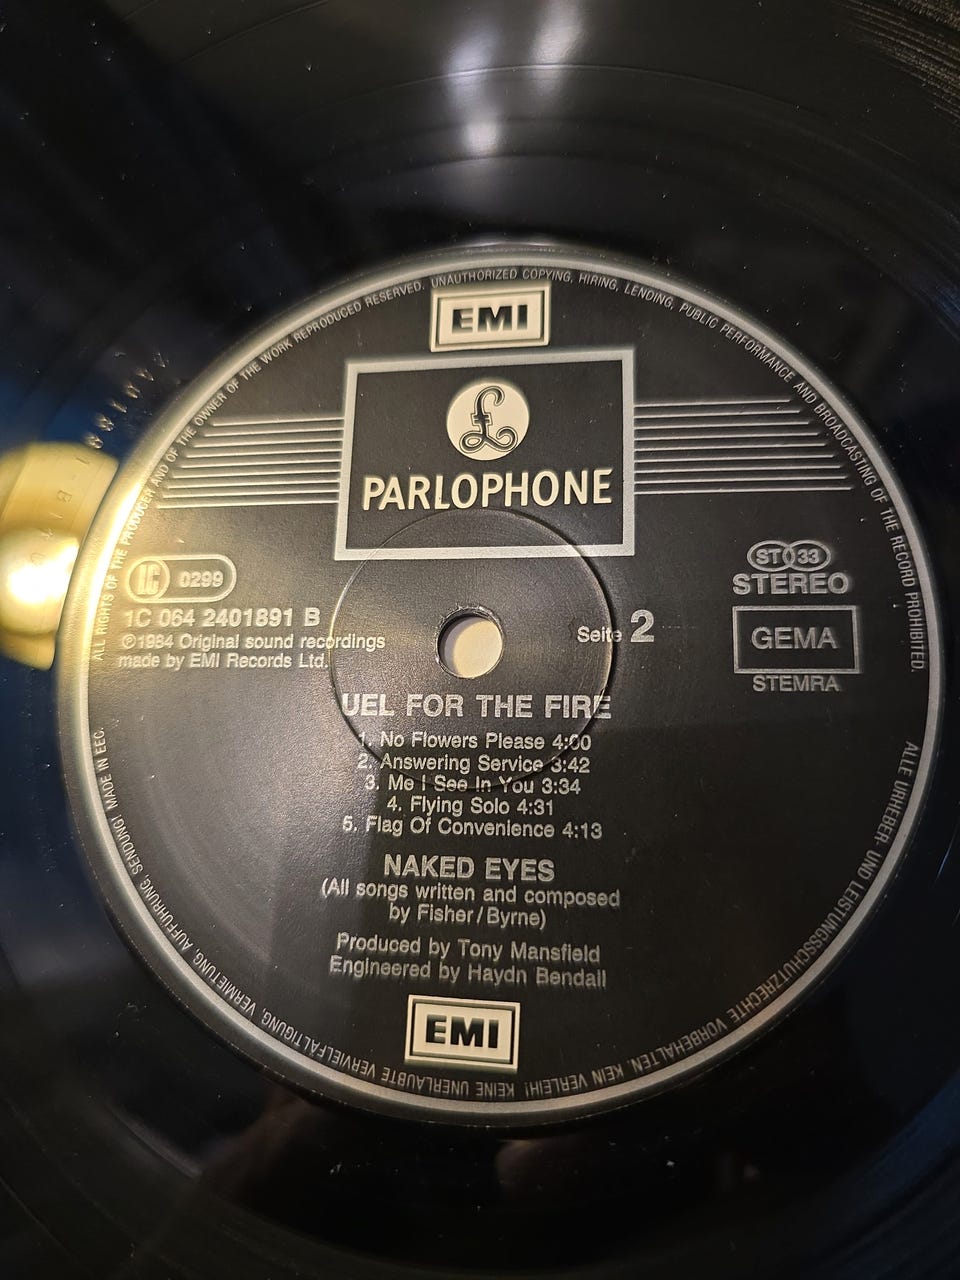 ALL RIGHTS OF THE PRODUCER AND OF THE OWNER OF THE WORK REPRODUCED RESERVED. UNAUTHORIZED COPYING, HIRING, LENDING, PUBLIC PERFORMANCE AND BROADCASTING OF THE RECORD PROHIBITED.
EMI
£
PARLOPHONE
LC 0299
ST 33
STEREO
1C 064 2401891 B
Seite 2
GEMA
℗1984 Original sound recordings
made by EMI Records Ltd.
STEMRA
UEL FOR THE FIRE
1. No Flowers Please 4:00
2. Answering Service 3:42
3. Me I See In You 3:34
4. Flying Solo 4:31
5. Flag Of Convenience 4:13
NAKED EYES
(All songs written and composed
by Fisher/Byrne)
Produced by Tony Mansfield
Engineered by Haydn Bendall
EMI
ALLE URHEBER- UND LEISTUNGSSCHUTZRECHTE VORBEHALTEN. KEIN VERLEIH! KEINE UNERLAUBTE VERVIELFÄLTIGUNG, VERMIETUNG, AUFFÜHRUNG, SENDUNG! MADE IN EEC.